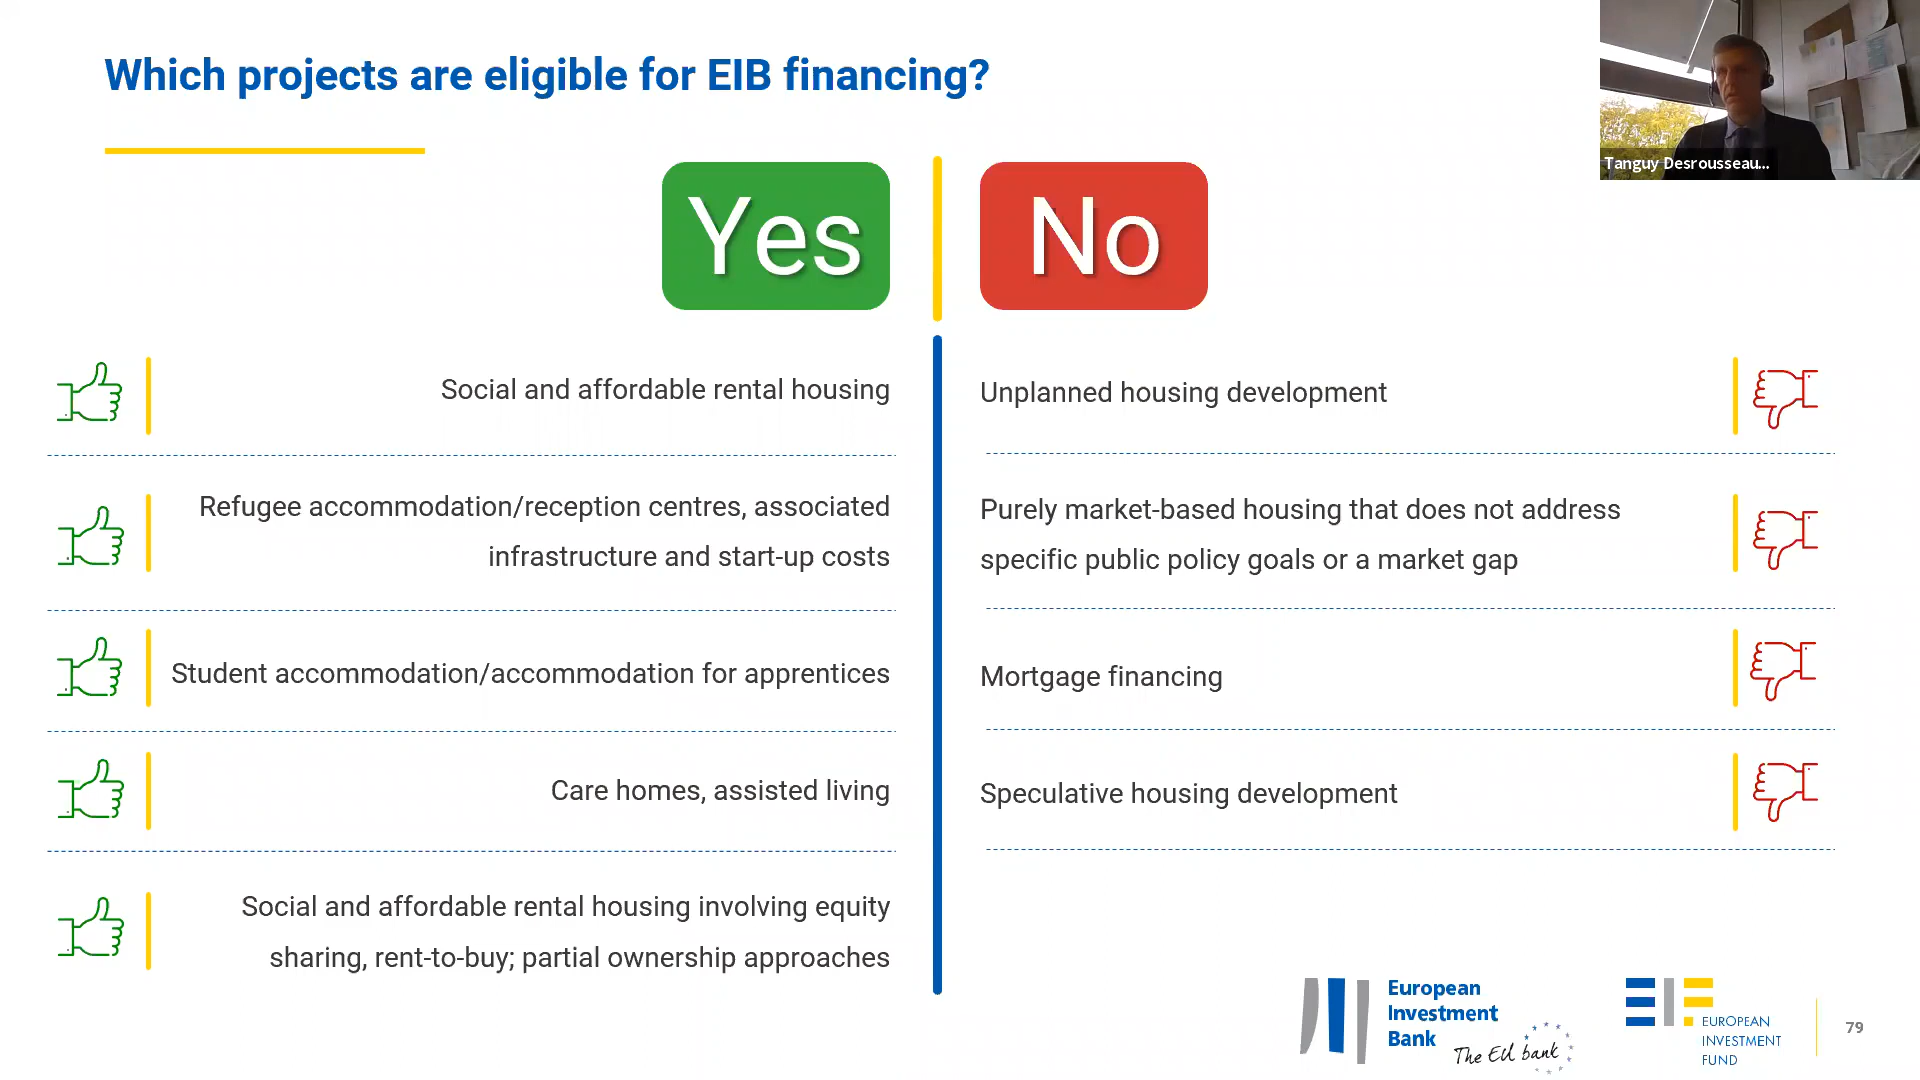 Which projects are eligible for EIB financing?
Tanguy Desrousseau...
Yes
No
Social and affordable rental housing
Unplanned housing development
Refugee accommodation/reception centres, associated
infrastructure and start-up costs
Purely market-based housing that does not address
specific public policy goals or a market gap
Student accommodation/accommodation for apprentices
Mortgage financing
Care homes, assisted living
Speculative housing development
Social and affordable rental housing involving equity
sharing, rent-to-buy; partial ownership approaches
European
Investment
Bank
The EU bank
EIF
EUROPEAN
INVESTMENT
FUND
79